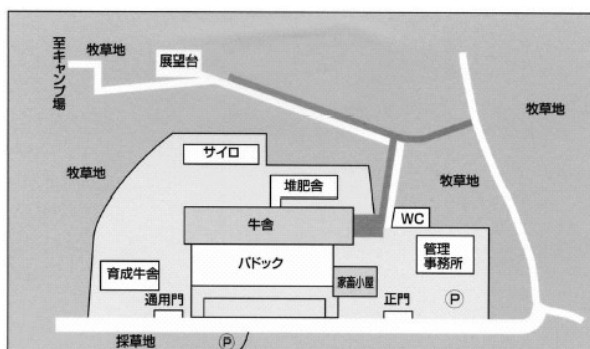 至キャンプ場
牧草地
展望台
牧草地
牧草地
サイロ
牧草地
堆肥舎
WC
牛舎
管理
事務所
パドック
育成牛舎
家畜小屋
P
通用門
正門
採草地
P